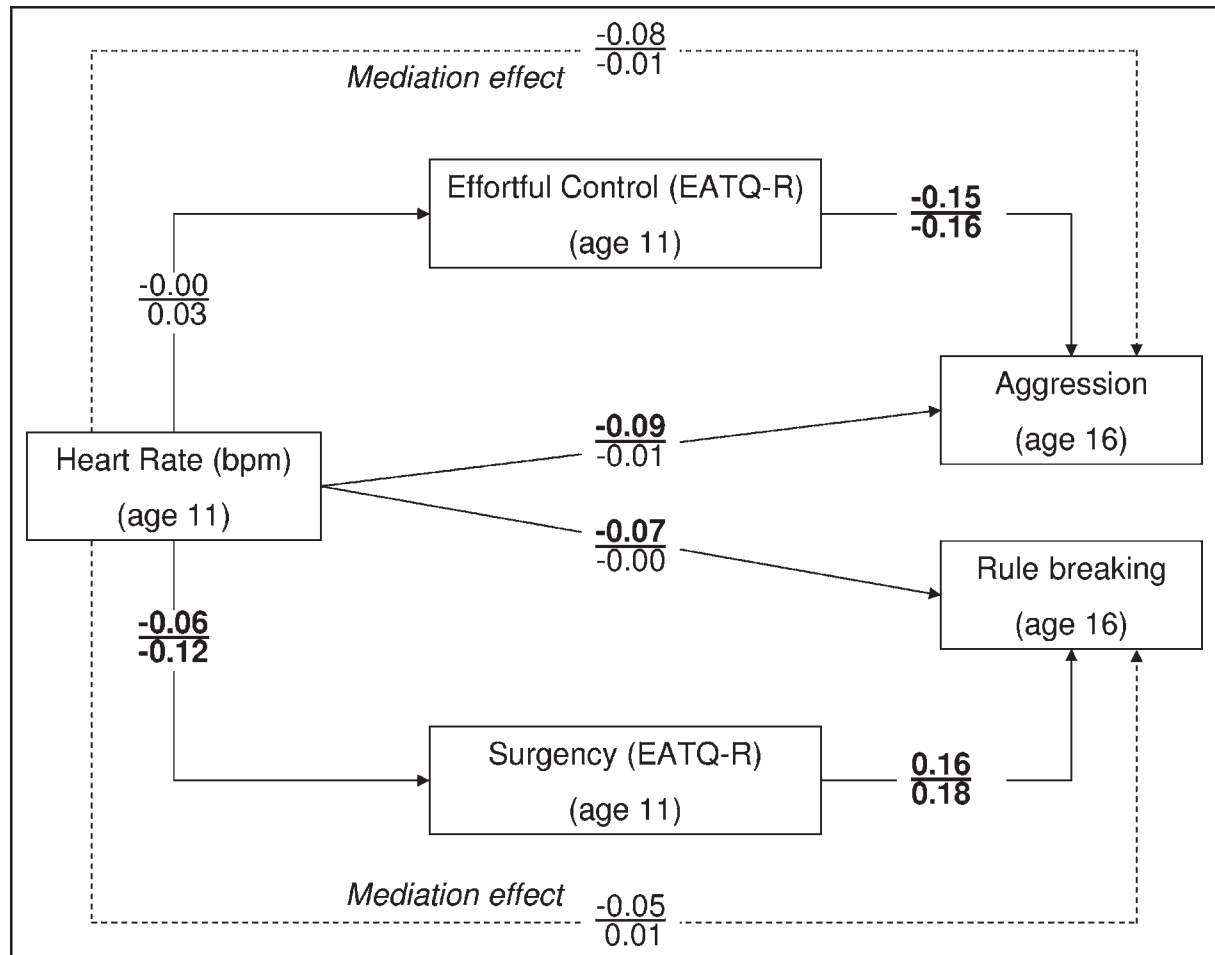 -0.08
-0.01
Mediation effect
Effortful Control (EATQ-R)
(age 11)
-0.15
-0.16
-0.00
0.03
Aggression
(age 16)
-0.09
-0.01
Heart Rate (bpm)
(age 11)
-0.07
-0.00
Rule breaking
(age 16)
-0.06
-0.12
Surgency (EATQ-R)
(age 11)
0.16
0.18
Mediation effect
-0.05
0.01